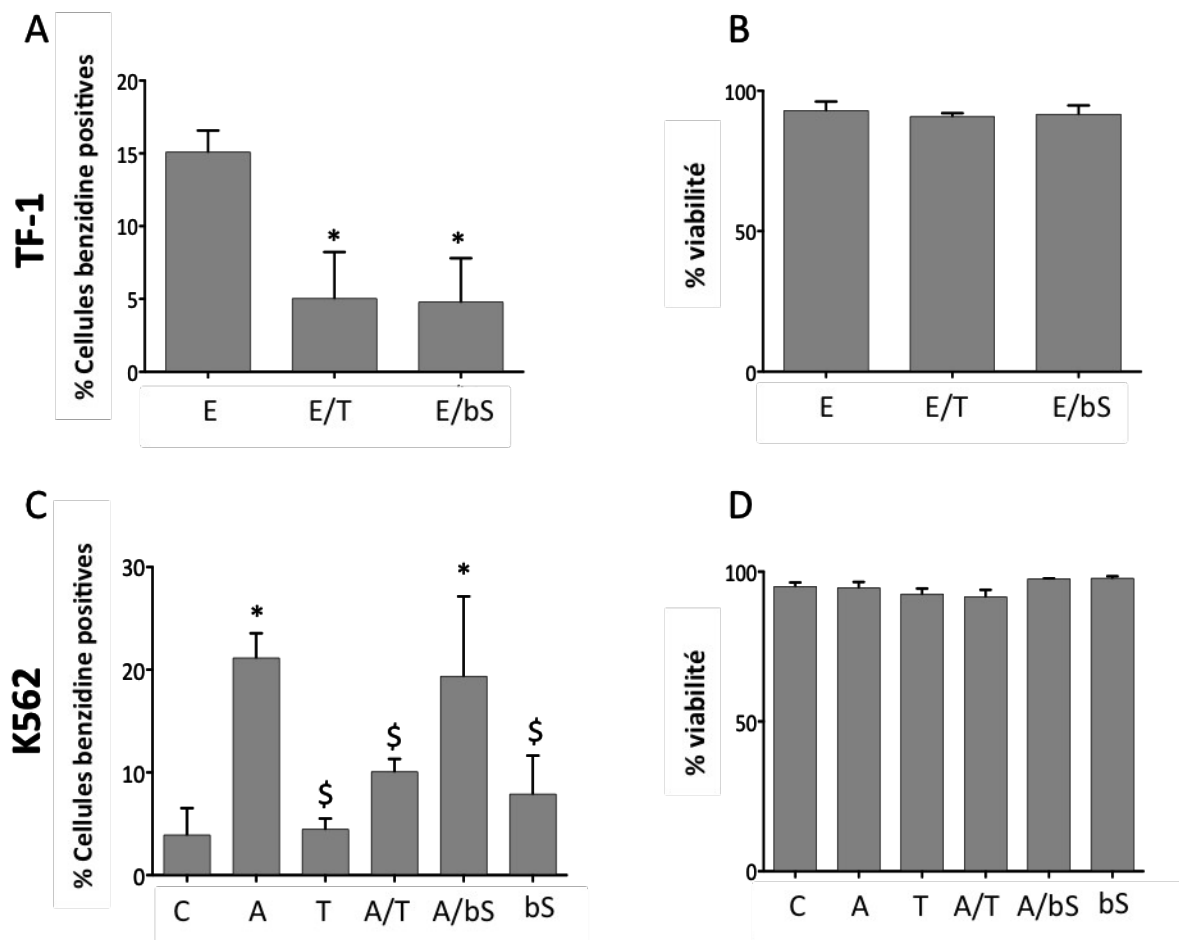 A
TF-1
% Cellules benzidine positives
20
15
10
5
0
*
*
E
E/T
E/bS
B
% viabilité
100
50
0
E
E/T
E/bS
C
K562
% Cellules benzidine positives
30
20
10
0
*
$
$
*
$
C
A
T
A/T
A/bS
bS
D
% viabilité
100
50
0
C
A
T
A/T
A/bS
bS